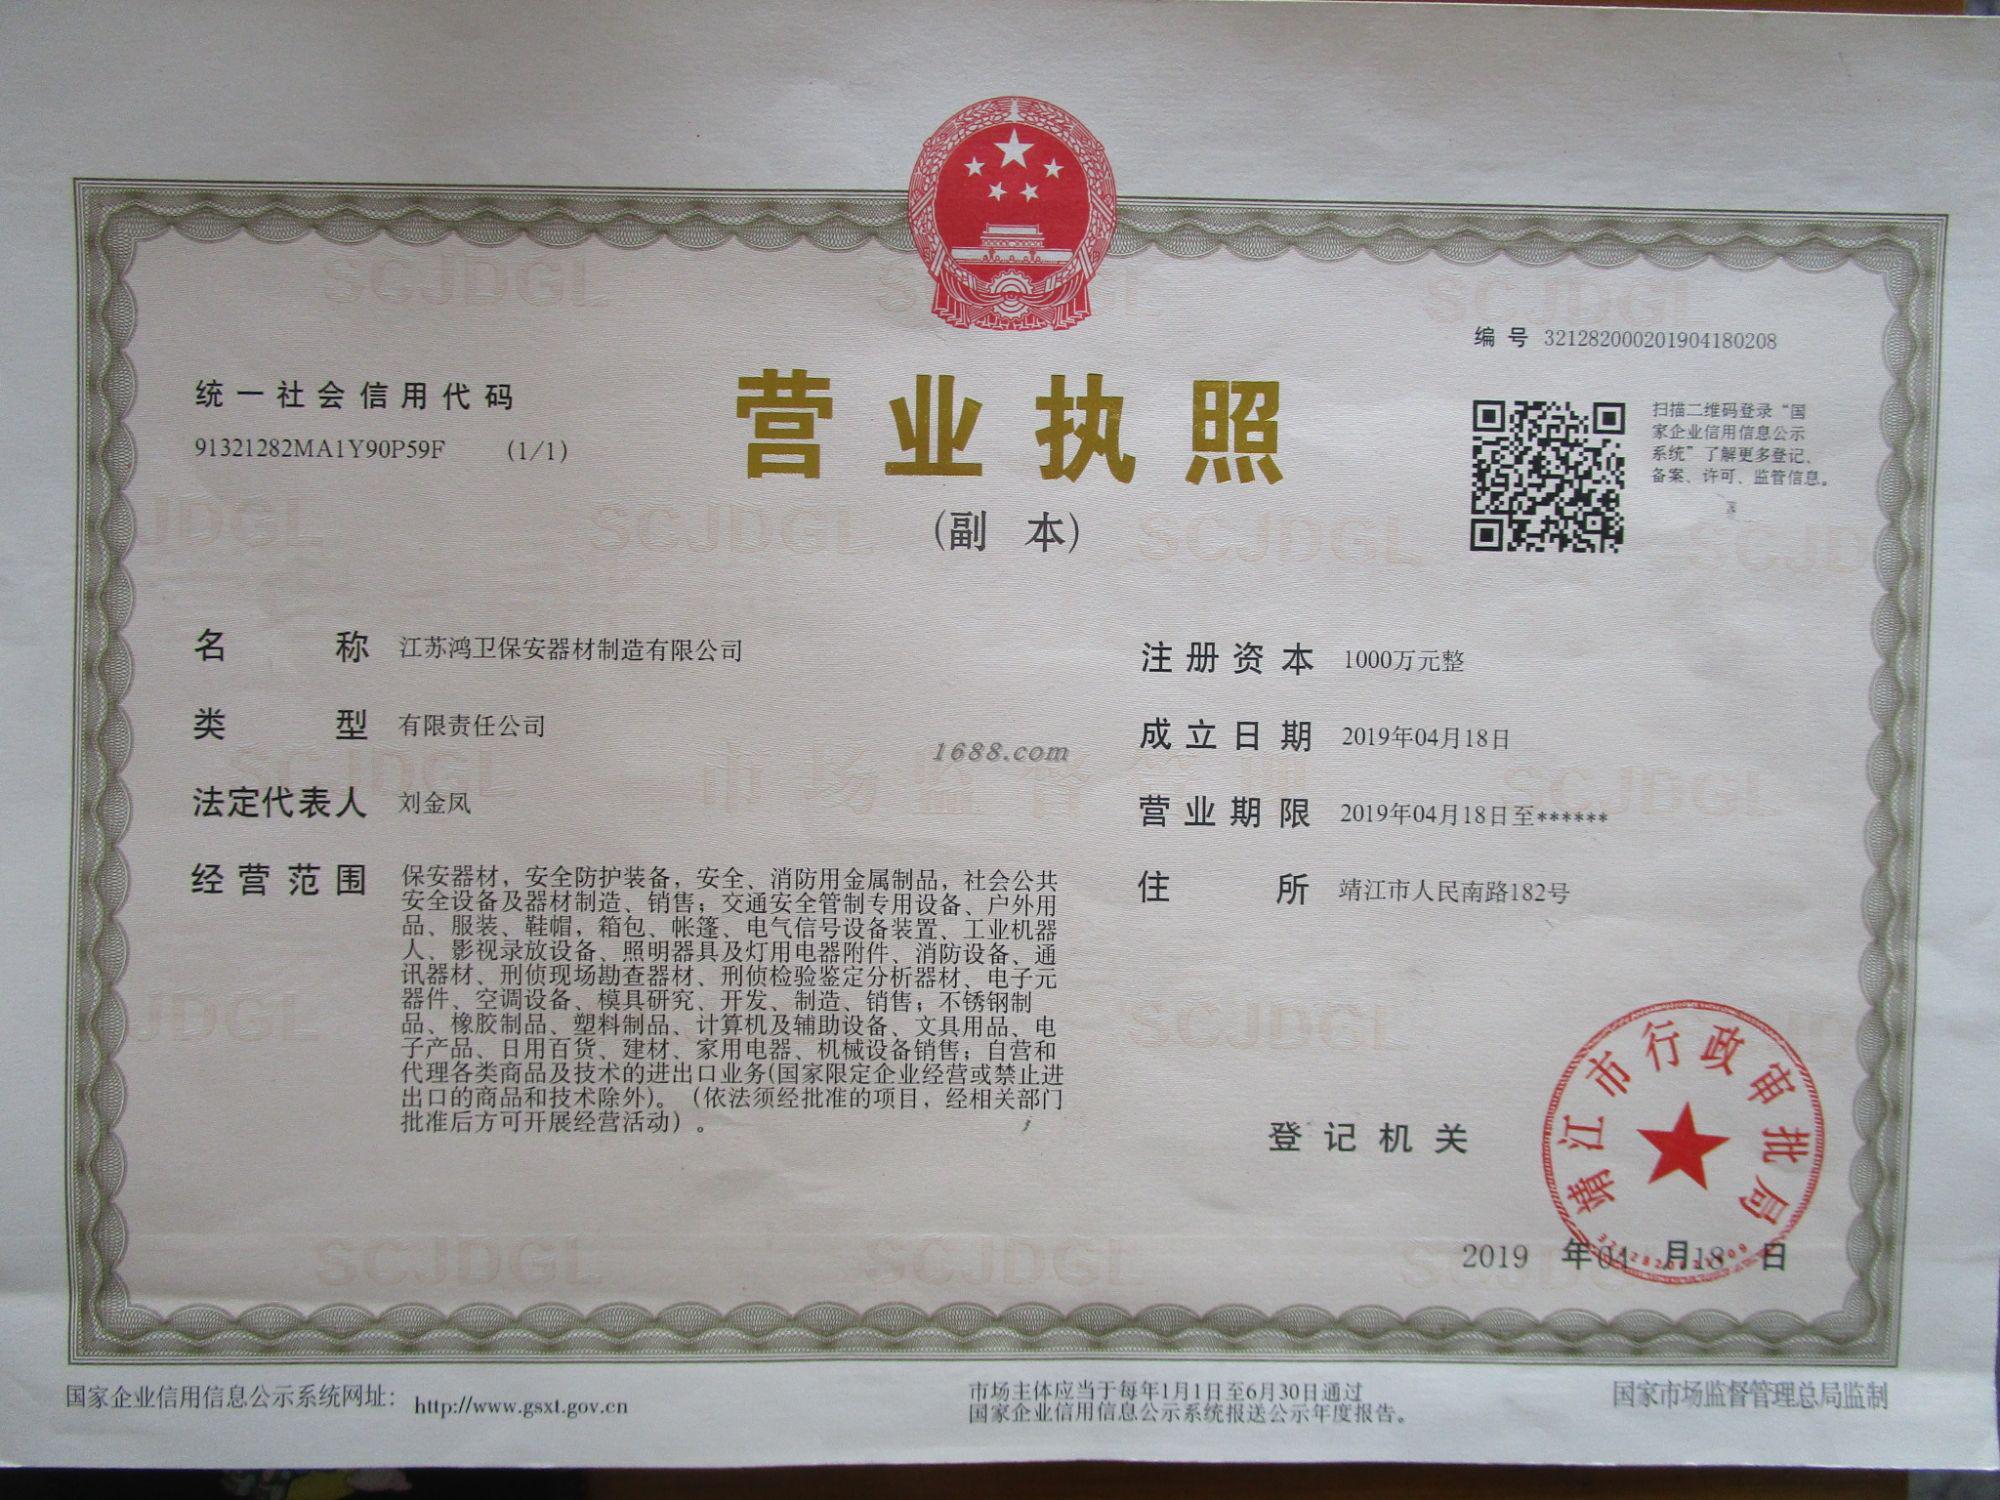 编号 321282000201904180208
统一社会信用代码
91321282MA1Y90P59F (1/1)
营业执照
(副 本)
扫描二维码登录“国
家企业信用信息公示
系统”了解更多登记、
备案、许可、监管信息。
名称 江苏鸿卫保安器材制造有限公司
类型 有限责任公司
法定代表人 刘金凤
经营范围 保安器材，安全防护装备，安全、消防用金属制品，社会公共
安全设备及器材制造、销售；交通安全管制专用设备、户外用
品、服装、鞋帽，箱包、帐篷、电气信号设备装置、工业机器
人、影视录放设备、照明器具及灯用电器附件、消防设备、通
讯器材、刑侦现场勘查器材、刑侦检验鉴定分析器材、电子元
器件、空调设备、模具研究、开发、制造、销售；不锈钢制
品、橡胶制品、塑料制品、计算机及辅助设备、文具用品、电
子产品、日用百货、建材、家用电器、机械设备销售；自营和
代理各类商品及技术的进出口业务(国家限定企业经营或禁止进
出口的商品和技术除外)。（依法须经批准的项目，经相关部门
批准后方可开展经营活动）。
注册资本 1000万元整
成立日期 2019年04月18日
营业期限 2019年04月18日至******
住所 靖江市人民南路182号
1688.com
登记机关
靖江市行政审批局
2019 年04 月18 日
国家企业信用信息公示系统网址： http://www.gsxt.gov.cn
市场主体应当于每年1月1日至6月30日通过
国家企业信用信息公示系统报送公示年度报告。
国家市场监督管理总局监制